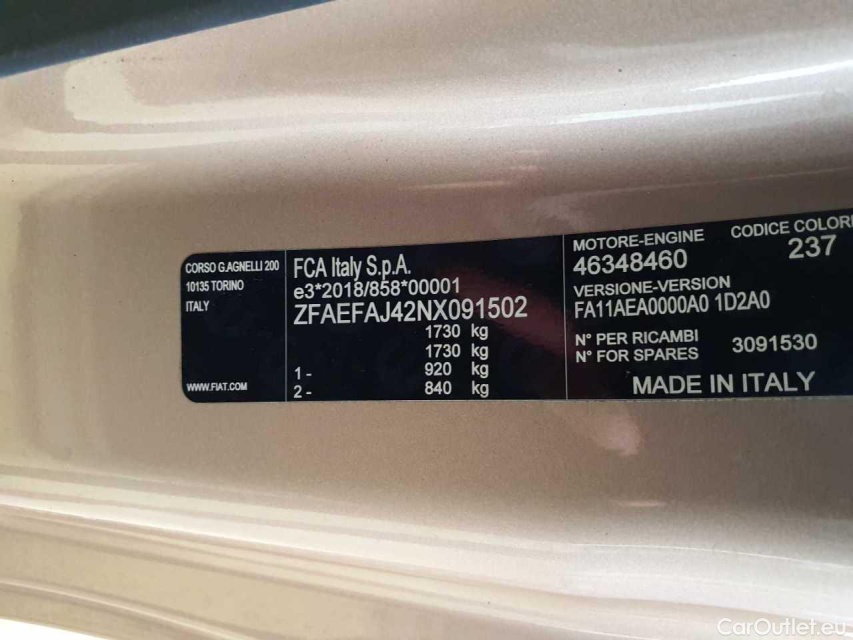 CORSO G.AGNELLI 200
10135 TORINO
ITALY
WWW.FIAT.COM
FCA Italy S.p.A.
e3*2018/858*00001
ZFAEFAJ42NX091502
1730 kg
1730 kg
1- 920 kg
2- 840 kg
MOTORE-ENGINE
46348460
CODICE COLOR
237
VERSIONE-VERSION
FA11AEA0000A0 1D2A0
N° PER RICAMBI
N° FOR SPARES
3091530
MADE IN ITALY
CarOutlet.eu